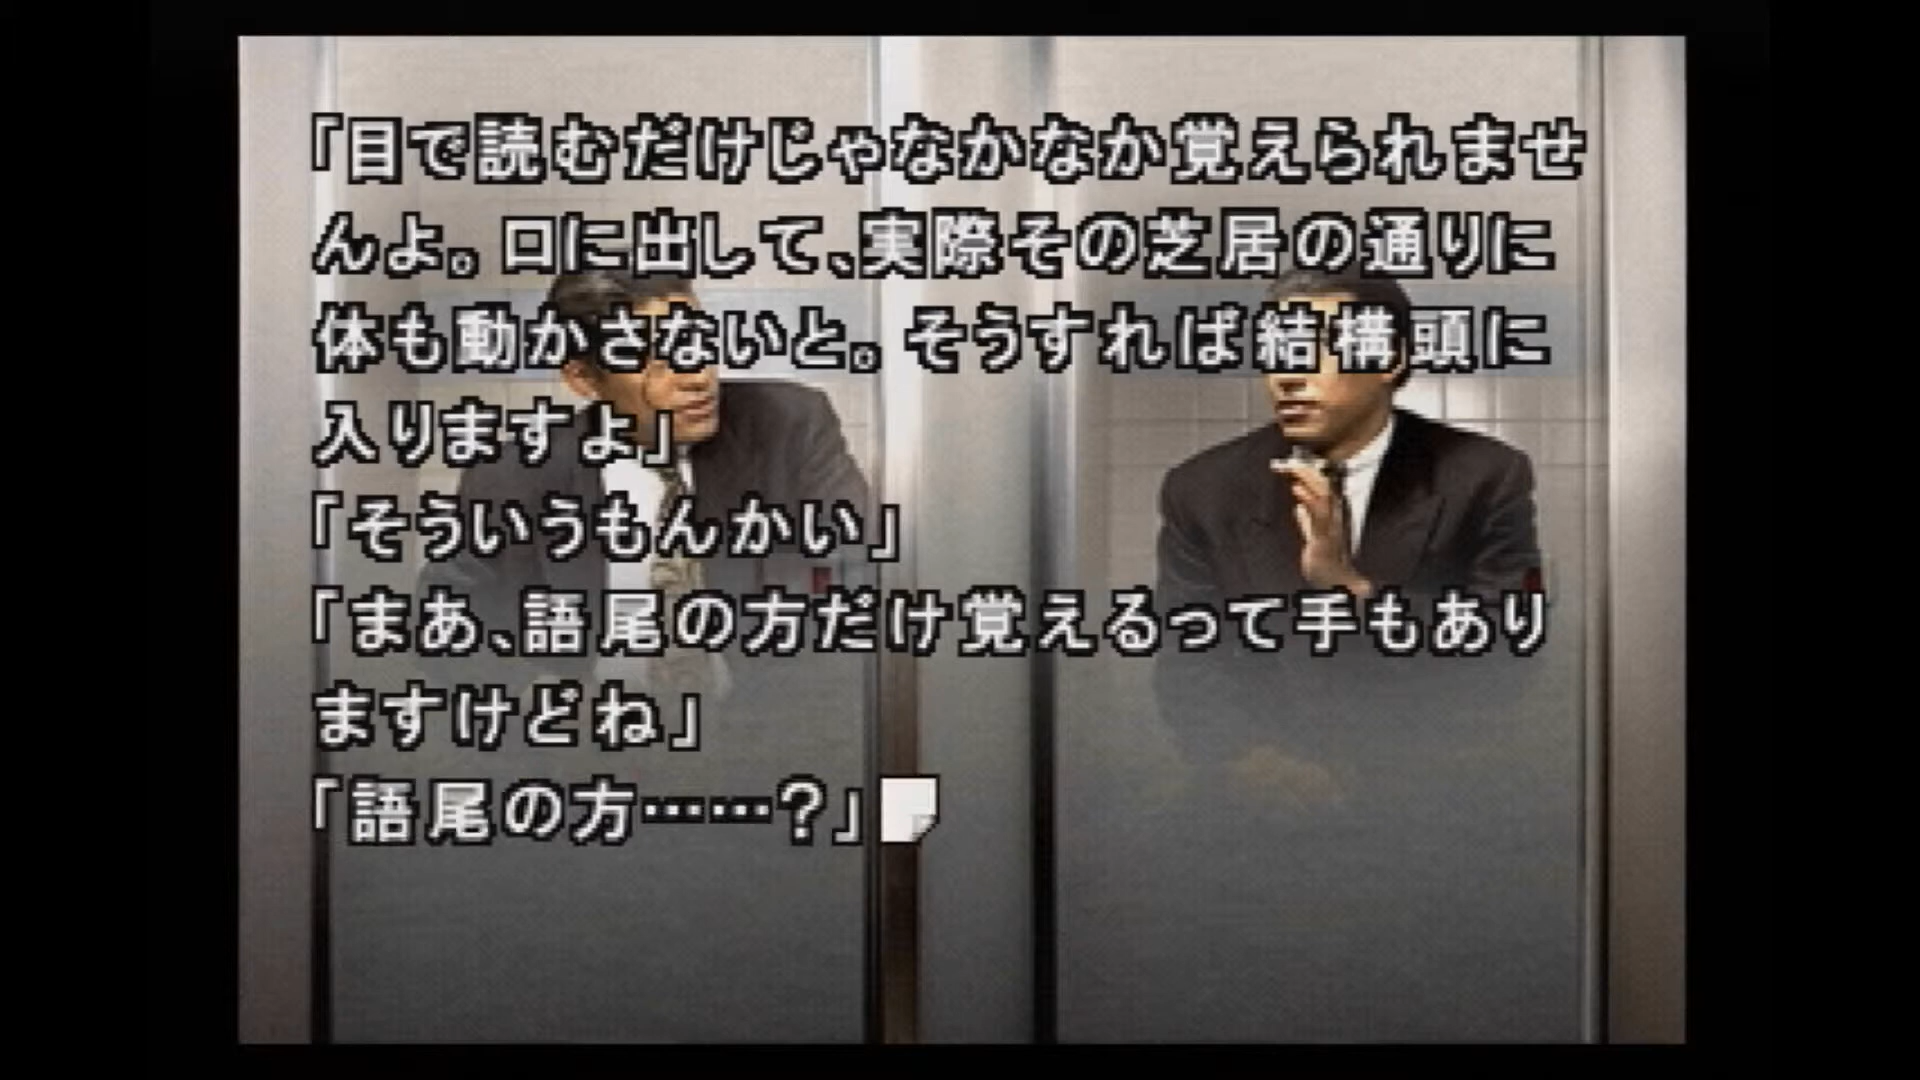 「目で読むだけじゃなかなか覚えられませ
んよ。口に出して、実際その芝居の通りに
体も動かさないと。そうすれば結構頭に
入りますよ」
「そういうもんかい」
「まあ、語尾の方だけ覚えるって手もあり
ますけどね」
「語尾の方……？」